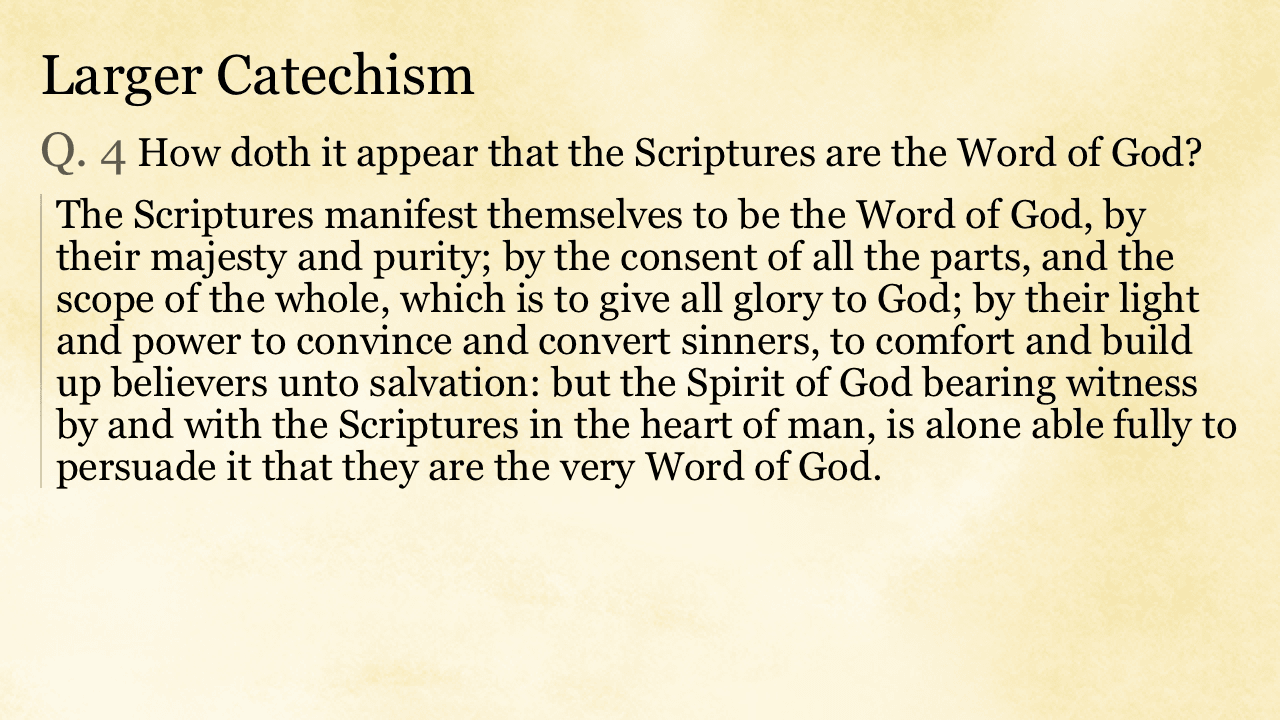 Larger Catechism
Q. 4 How doth it appear that the Scriptures are the Word of God?
The Scriptures manifest themselves to be the Word of God, by
their majesty and purity; by the consent of all the parts, and the
scope of the whole, which is to give all glory to God; by their light
and power to convince and convert sinners, to comfort and build
up believers unto salvation: but the Spirit of God bearing witness
by and with the Scriptures in the heart of man, is alone able fully to
persuade it that they are the very Word of God.